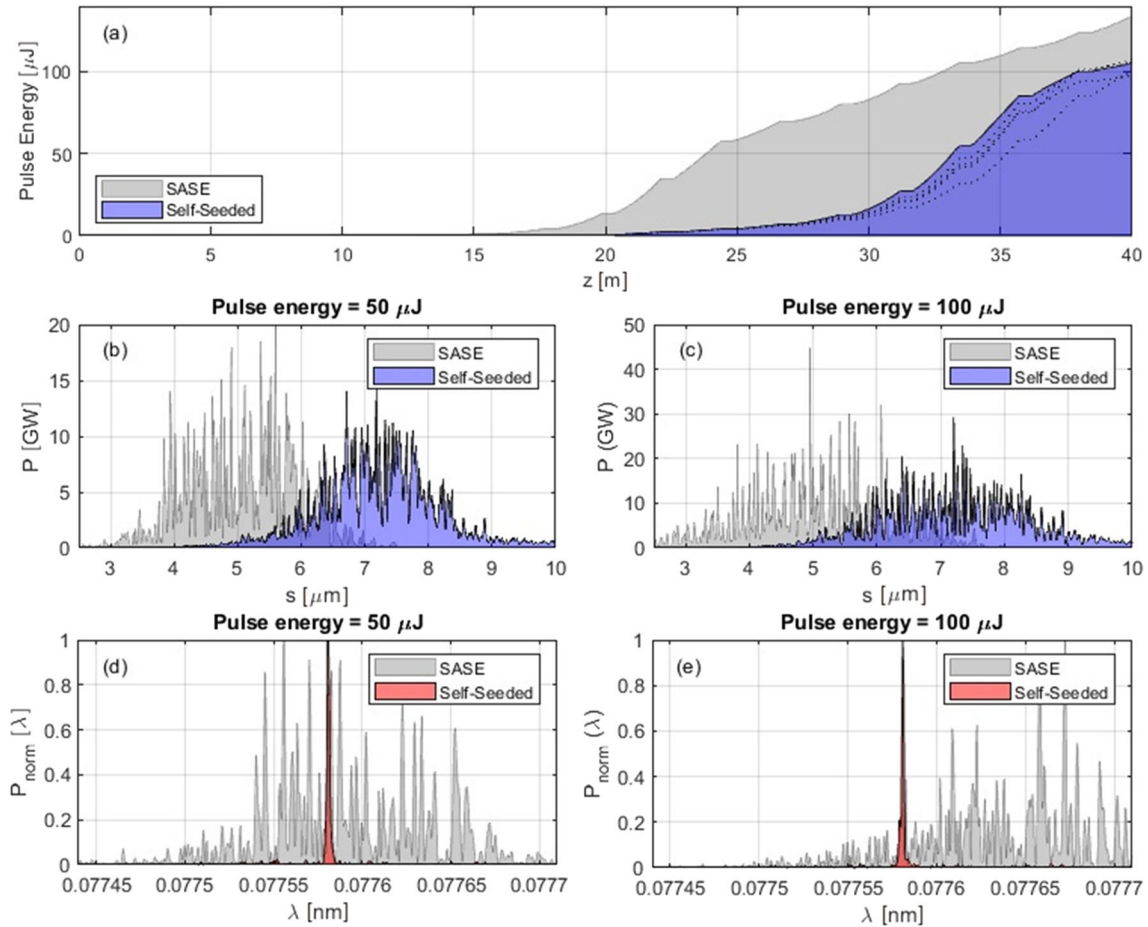 (a)
Pulse Energy [μJ]
100
50
0
SASE
Self-Seeded
0 5 10 15 20 25 30 35 40
z [m]
Pulse energy = 50 μJ
(b)
P [GW]
20
15
10
5
0
SASE
Self-Seeded
3 4 5 6 7 8 9 10
s [μm]
Pulse energy = 100 μJ
(c)
P (GW)
50
40
30
20
10
0
SASE
Self-Seeded
3 4 5 6 7 8 9 10
s [μm]
Pulse energy = 50 μJ
(d)
P_norm [λ]
1
0.8
0.6
0.4
0.2
0
SASE
Self-Seeded
0.07745 0.0775 0.07755 0.0776 0.07765 0.0777
λ [nm]
Pulse energy = 100 μJ
(e)
P_norm (λ)
1
0.8
0.6
0.4
0.2
0
SASE
Self-Seeded
0.07745 0.0775 0.07755 0.0776 0.07765 0.0777
λ [nm]